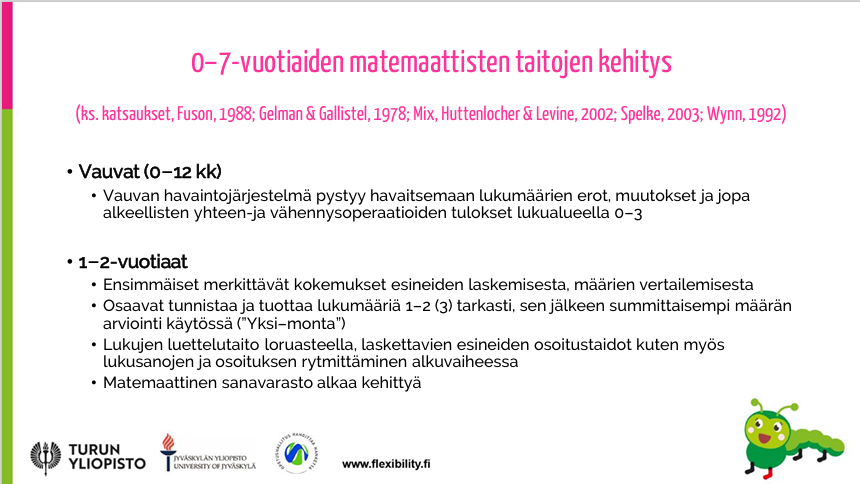 0–7-vuotiaiden matemaattisten taitojen kehitys
(ks. katsaukset, Fuson, 1988; Gelman & Gallistel, 1978; Mix, Huttenlocher & Levine, 2002; Spelke, 2003; Wynn, 1992)
• Vauvat (0–12 kk)
• Vauvan havaintojärjestelmä pystyy havaitsemaan lukumäärien erot, muutokset ja jopa
alkeellisten yhteen-ja vähennysoperaatioiden tulokset lukualueella 0–3
• 1–2-vuotiaat
• Ensimmäiset merkittävät kokemukset esineiden laskemisesta, määrien vertailemisesta
• Osaavat tunnistaa ja tuottaa lukumääriä 1–2 (3) tarkasti, sen jälkeen summittaisempi määrän
arviointi käytössä (”Yksi–monta”)
• Lukujen luettelutaito loruasteella, laskettavien esineiden osoitustaidot kuten myös
lukusanojen ja osoituksen rytmittäminen alkuvaiheessa
• Matemaattinen sanavarasto alkaa kehittyä
TURUN
YLIOPISTO
JYVÄSKYLÄN YLIOPISTO
UNIVERSITY OF JYVÄSKYLÄ
OPETUSHALLITUS RAHOITTAA HANKETTA
www.flexibility.fi